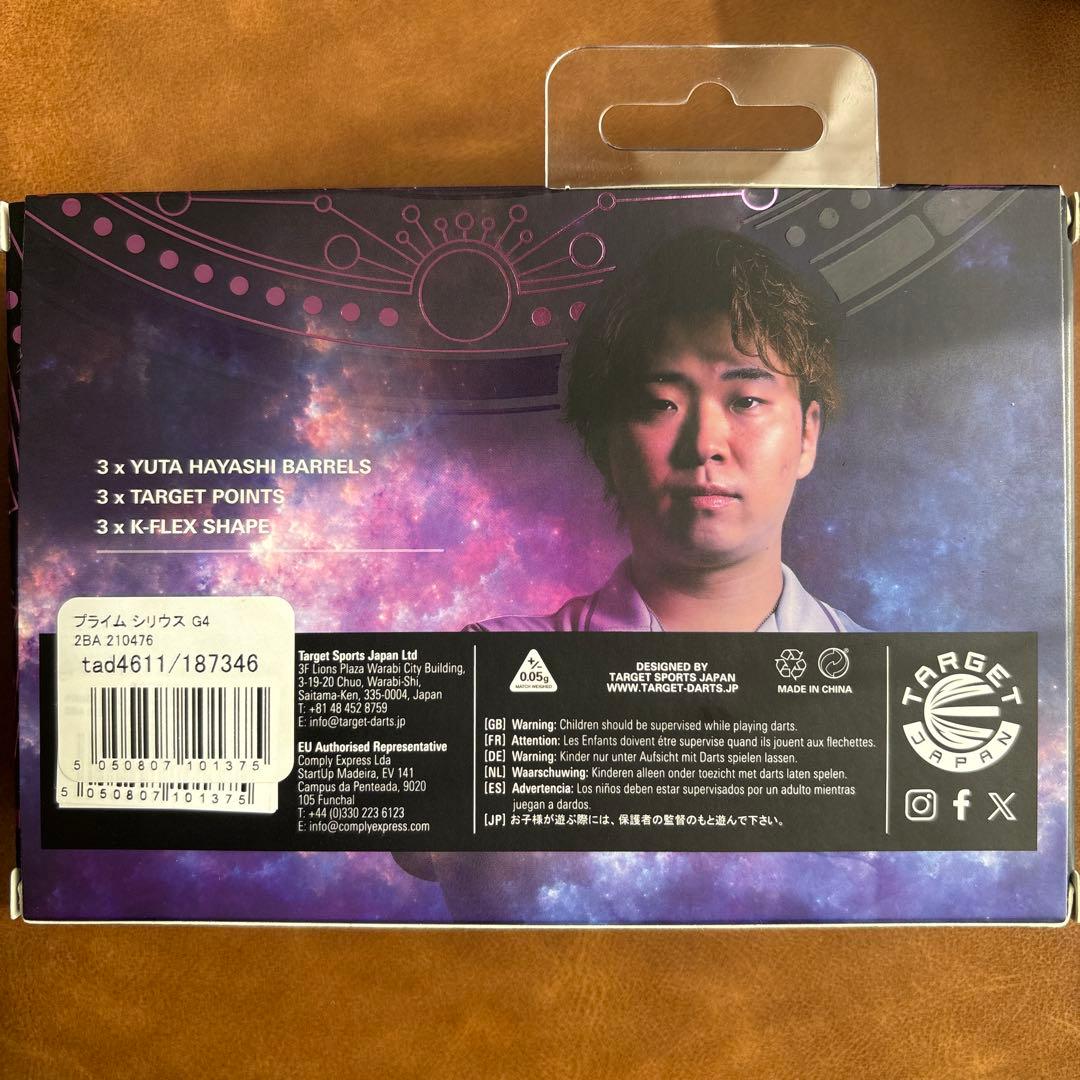 3 x YUTA HAYASHI BARRELS
3 x TARGET POINTS
3 x K-FLEX SHAPE
プライム シリウス G4
2BA 210476
tad4611/187346
5 050807 101375
5 050807 101375
Target Sports Japan Ltd
3F Lions Plaza Warabi City Building,
3-19-20 Chuo, Warabi-Shi,
Saitama-Ken, 335-0004, Japan
T: +81 48 452 8759
E: info@target-darts.jp
EU Authorised Representative
Comply Express Lda
StartUp Madeira, EV 141
Campus da Penteada, 9020
105 Funchal
T: +44 (0)330 223 6123
E: info@complyexpress.com
+/-
0.05g
MATCH WEIGHED
DESIGNED BY
TARGET SPORTS JAPAN
WWW.TARGET-DARTS.JP
MADE IN CHINA
[GB] Warning: Children should be supervised while playing darts.
[FR] Attention: Les Enfants doivent étre supervise quand ils jouent aux flechettes.
[DE] Warning: Kinder nur unter Aufsicht mit Darts spielen lassen.
[NL] Waarschuwing: Kinderen alleen onder toezicht met darts laten spelen.
[ES] Advertencia: Los niños deben estar supervisados por un adulto mientras
juegan a dardos.
[JP] お子様が遊ぶ際には、保護者の監督のもと遊んで下さい。
TARGET
JAPAN